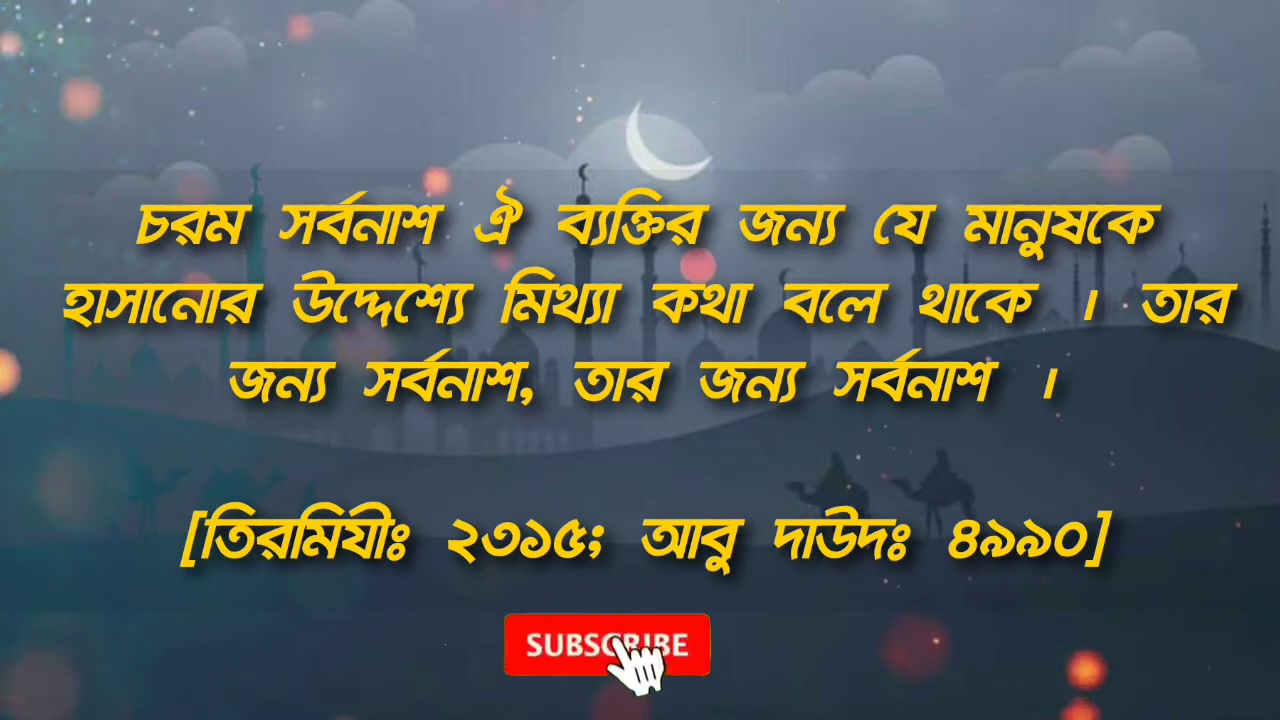 চরম সর্বনাশ ঐ ব্যক্তির জন্য যে মানুষকে
হাসানোর উদ্দেশ্যে মিথ্যা কথা বলে থাকে । তার
জন্য সর্বনাশ, তার জন্য সর্বনাশ ।
[তিরমিযীঃ ২৩১৫; আবু দাউদঃ ৪৯৯০]
SUBSCRIBE